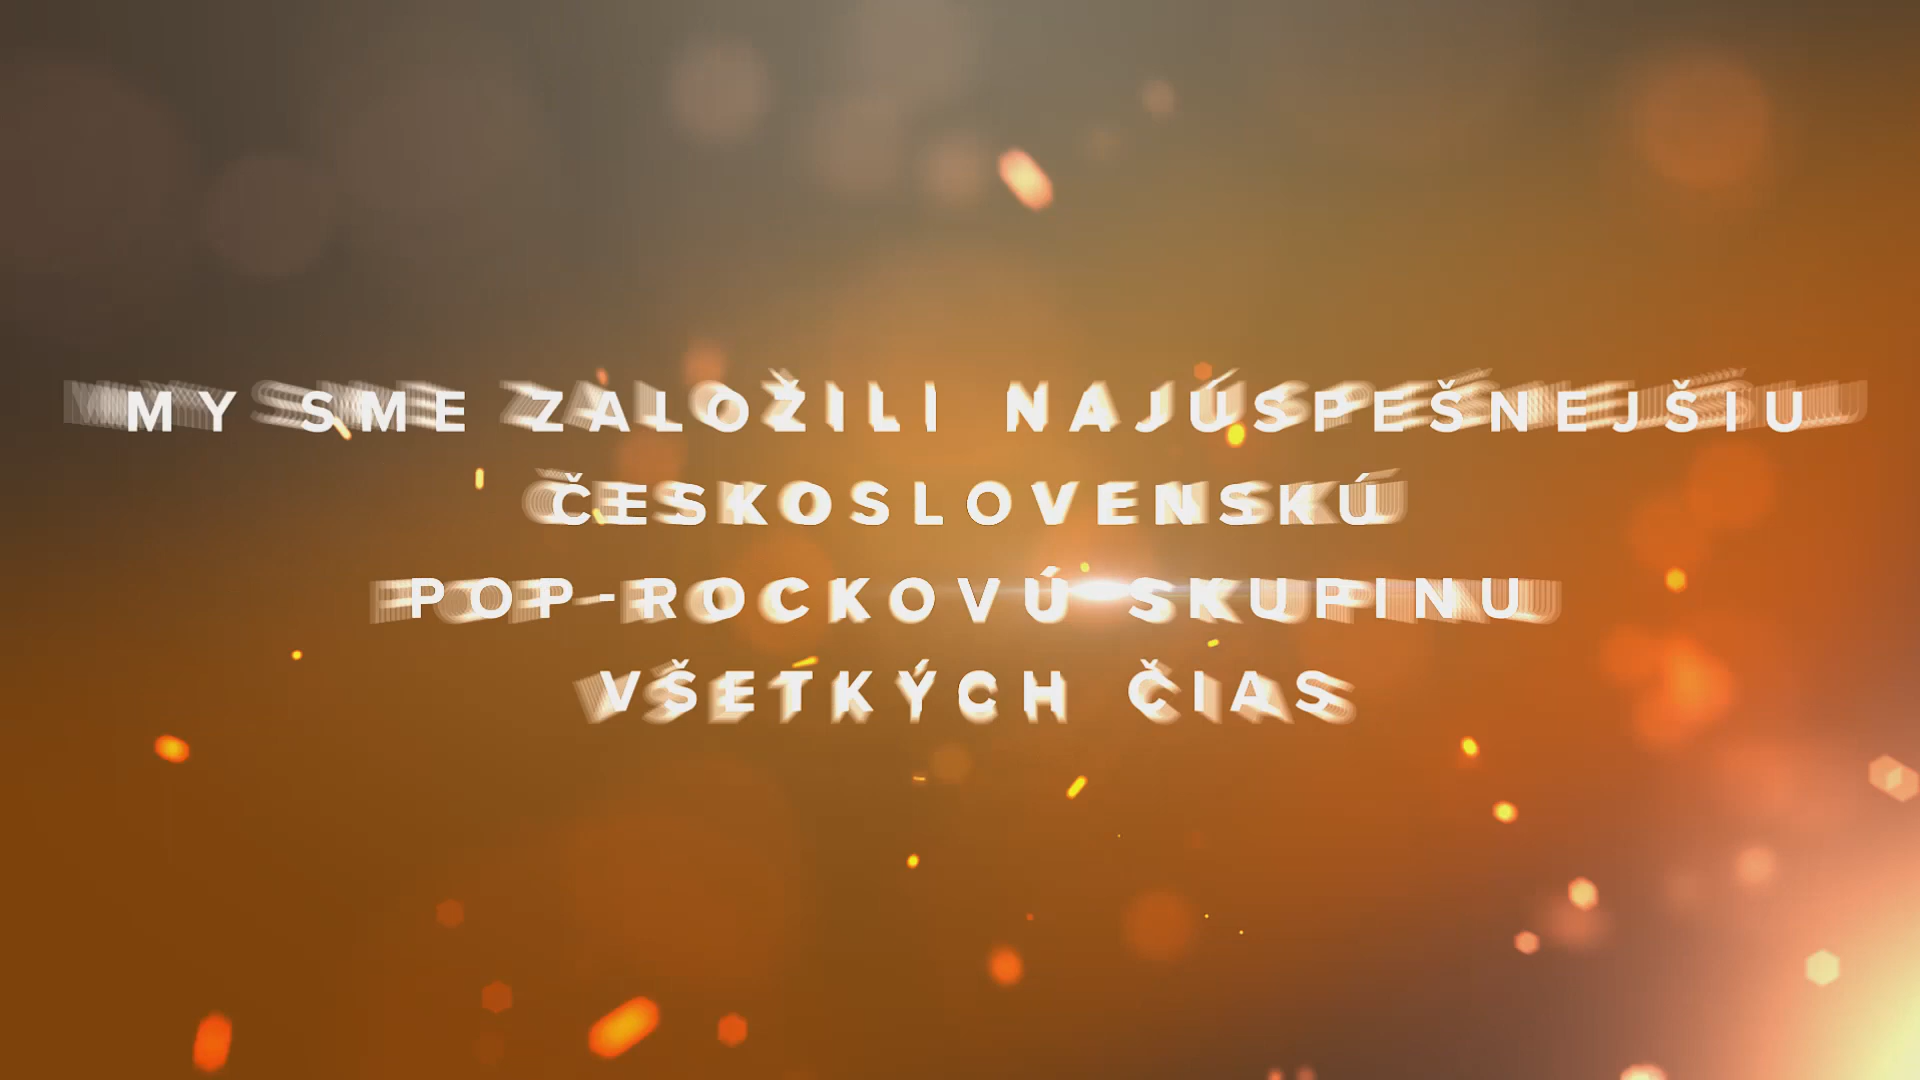 MY SME ZALOŽILI NAJÚSPEŠNEJŠIU
ČESKOSLOVENSKÚ
POP-ROCKOVÚ SKUPINU
VŠETKÝCH ČIAS